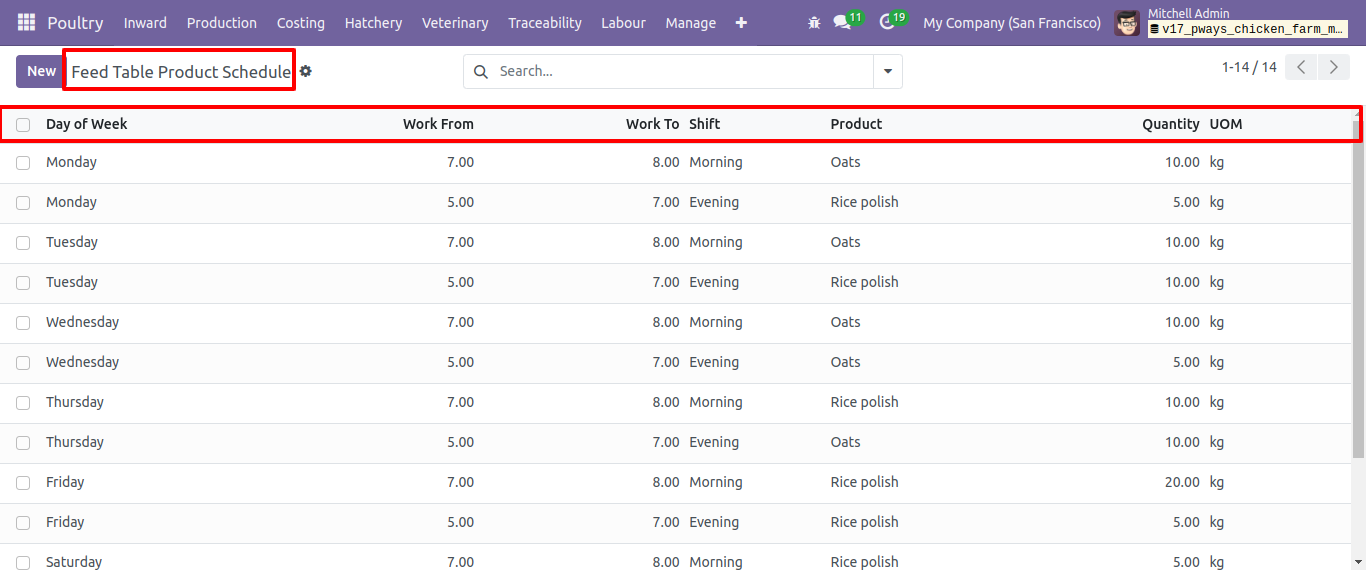 Poultry Inward Production Costing Hatchery Veterinary Traceability Labour Manage 11 19 My Company (San Francisco) Mitchell Admin
v17_pways_chicken_farm_m...
New Feed Table Product Schedule Search... 1-14 / 14
Day of Week Work From Work To Shift Product Quantity UOM
Monday 7.00 8.00 Morning Oats 10.00 kg
Monday 5.00 7.00 Evening Rice polish 5.00 kg
Tuesday 7.00 8.00 Morning Oats 10.00 kg
Tuesday 5.00 7.00 Evening Rice polish 10.00 kg
Wednesday 7.00 8.00 Morning Oats 10.00 kg
Wednesday 5.00 7.00 Evening Oats 5.00 kg
Thursday 7.00 8.00 Morning Rice polish 10.00 kg
Thursday 5.00 7.00 Evening Oats 10.00 kg
Friday 7.00 8.00 Morning Rice polish 20.00 kg
Friday 5.00 7.00 Evening Rice polish 5.00 kg
Saturday 7.00 8.00 Morning Rice polish 5.00 kg